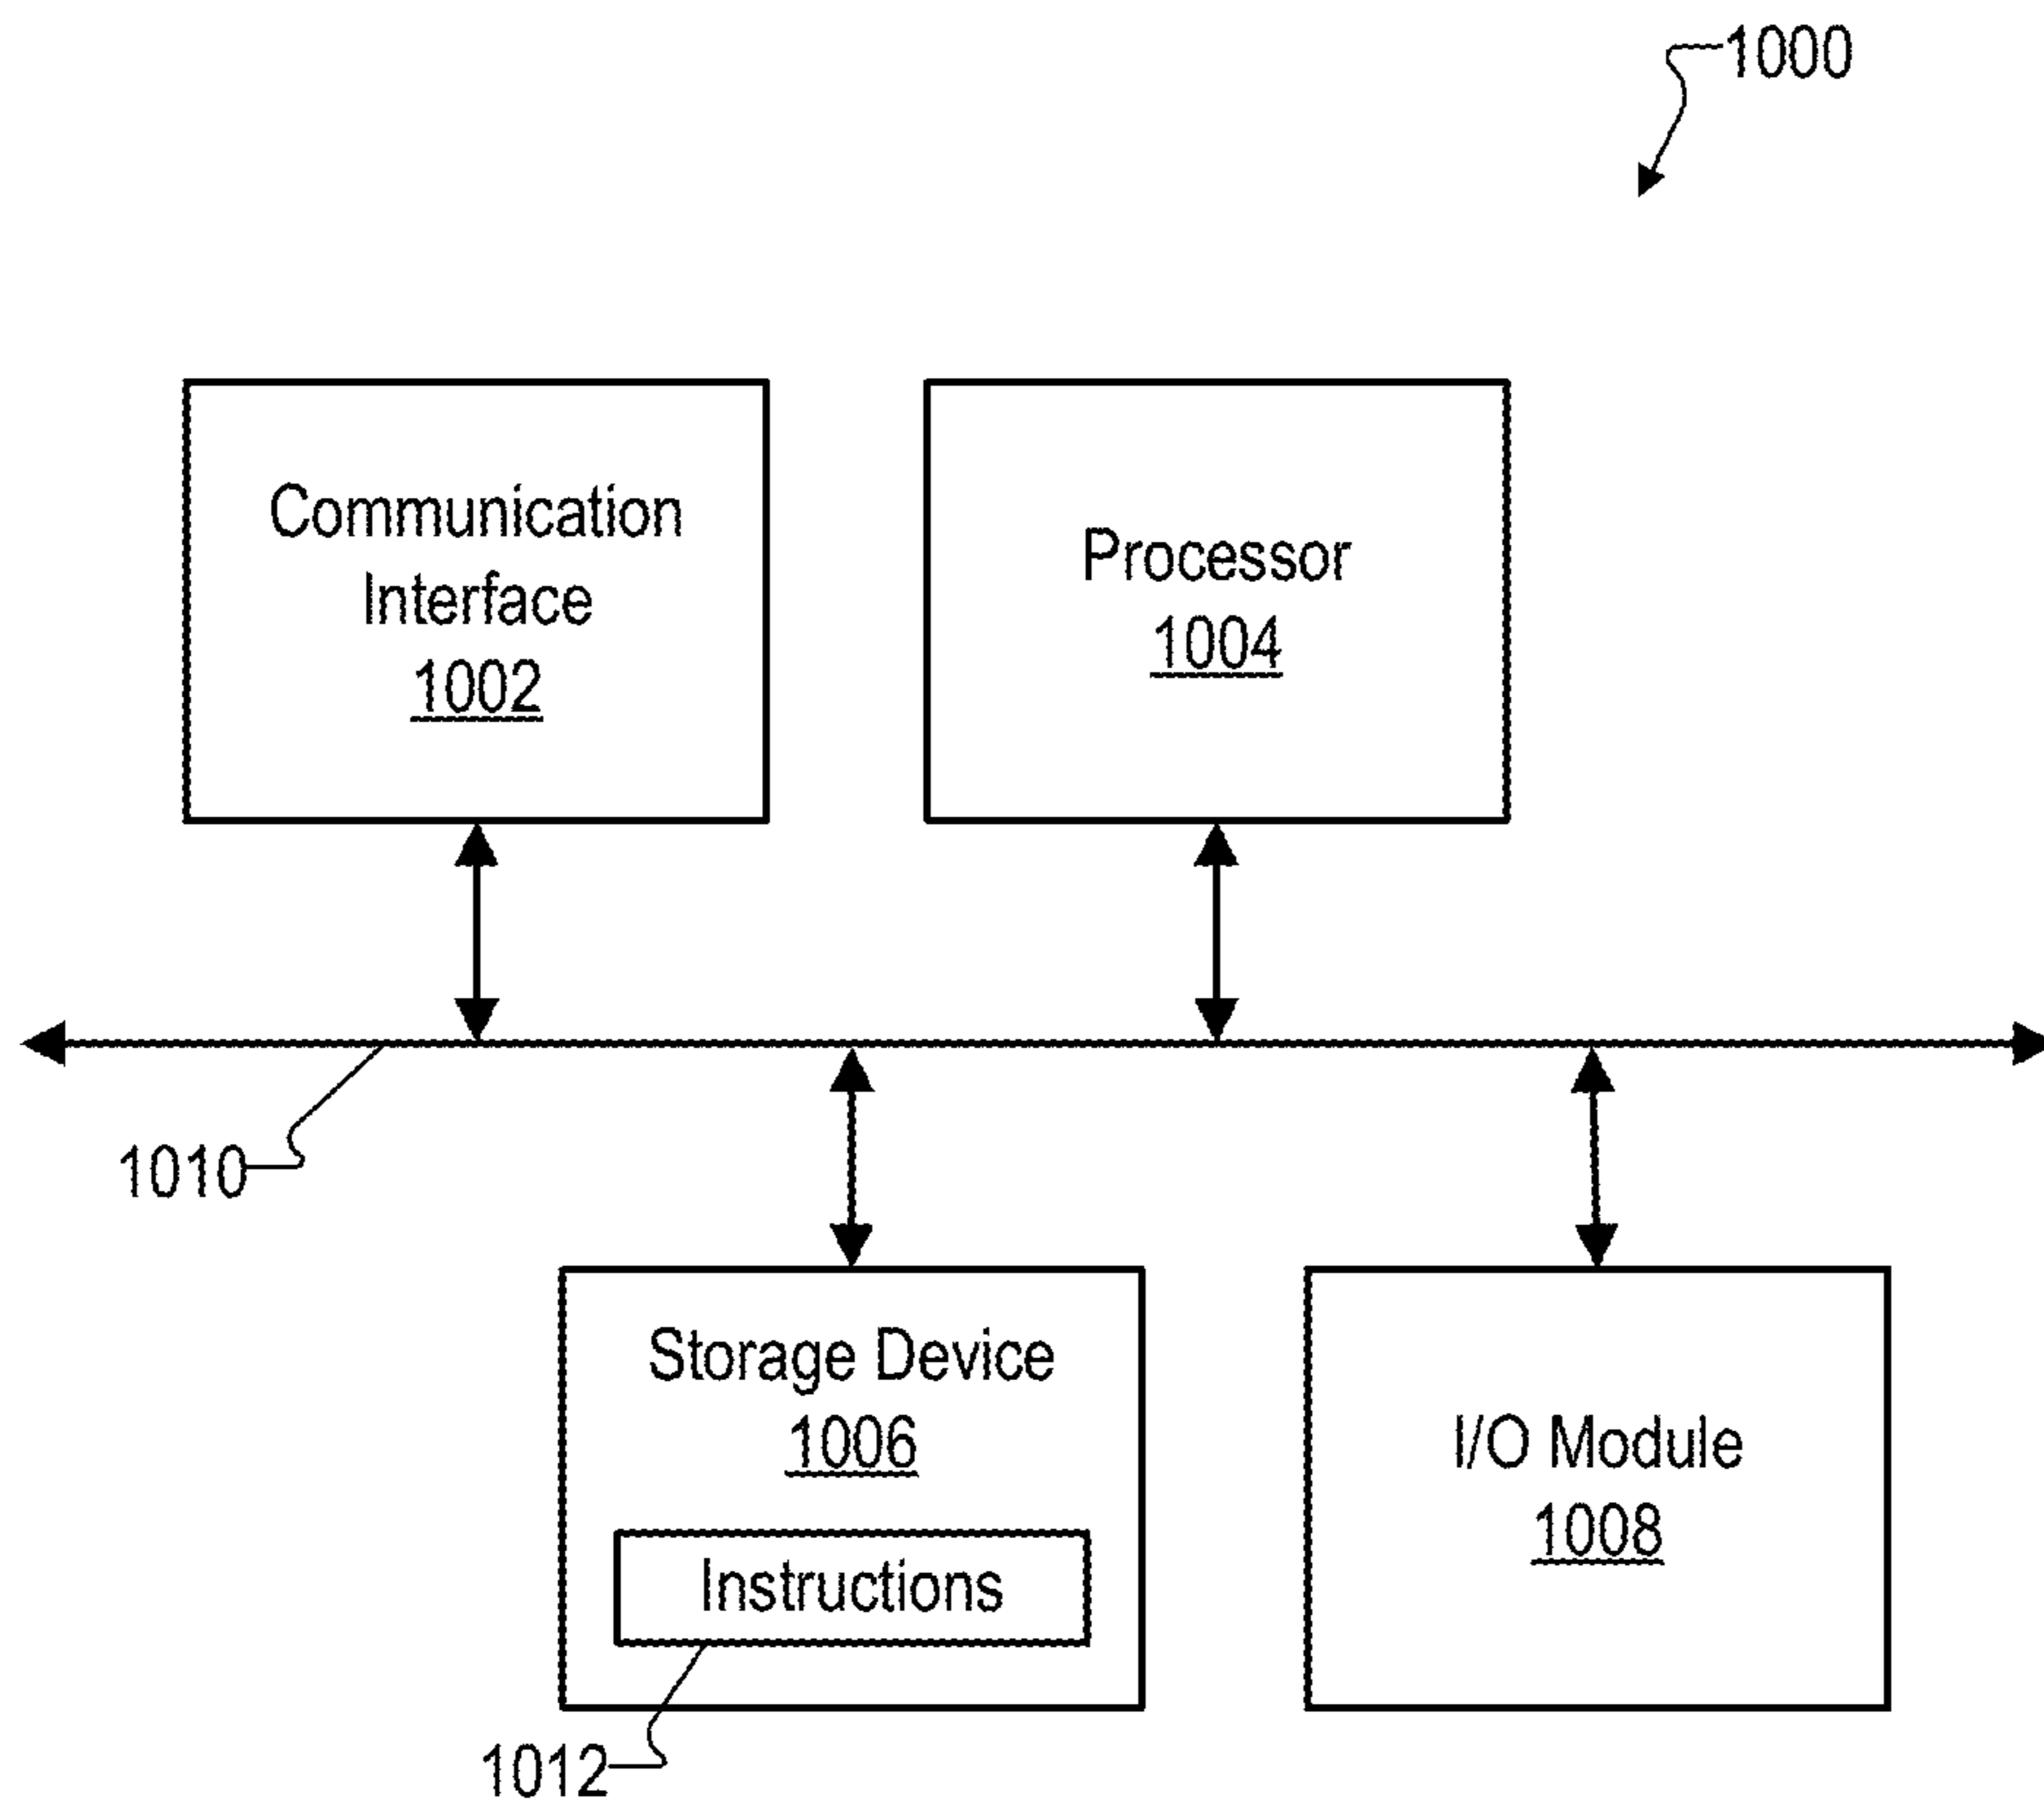 1000
Communication
Interface
1002
Processor
1004
1010
Storage Device
1006
Instructions
1012
I/O Module
1008